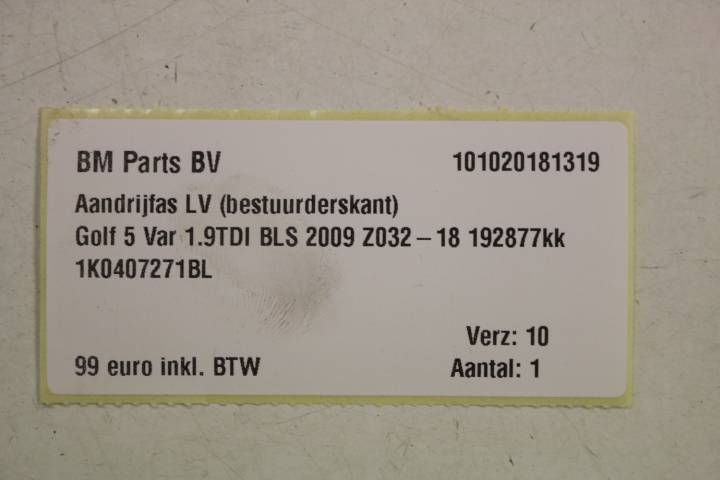 BM Parts BV 101020181319
Aandrijfas LV (bestuurderskant)
Golf 5 Var 1.9TDI BLS 2009 Z032 – 18 192877kk
1K0407271BL
Verz: 10
99 euro inkl. BTW Aantal: 1